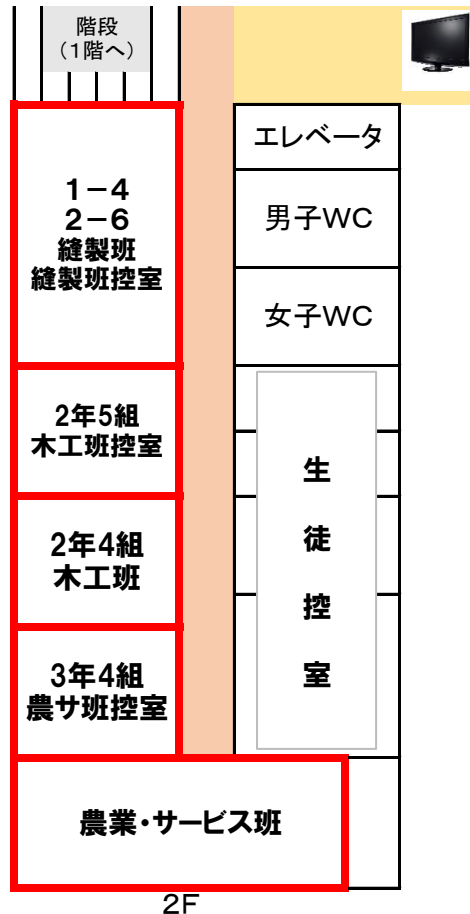 階段
(1階へ)
エレベータ
1－4
2－6
縫製班
縫製班控室
男子WC
女子WC
2年5組
木工班控室
生
徒
控
室
2年4組
木工班
3年4組
農サ班控室
農業・サービス班
2F